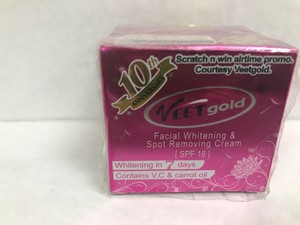 Scratch n win airtime promo.
Courtesy Veetgold.
10th
VEETgold
Facial Whitening &
Spot Removing Cream
[SPF 18]
Whitening in 7 days
Contains V.C & carrot oil